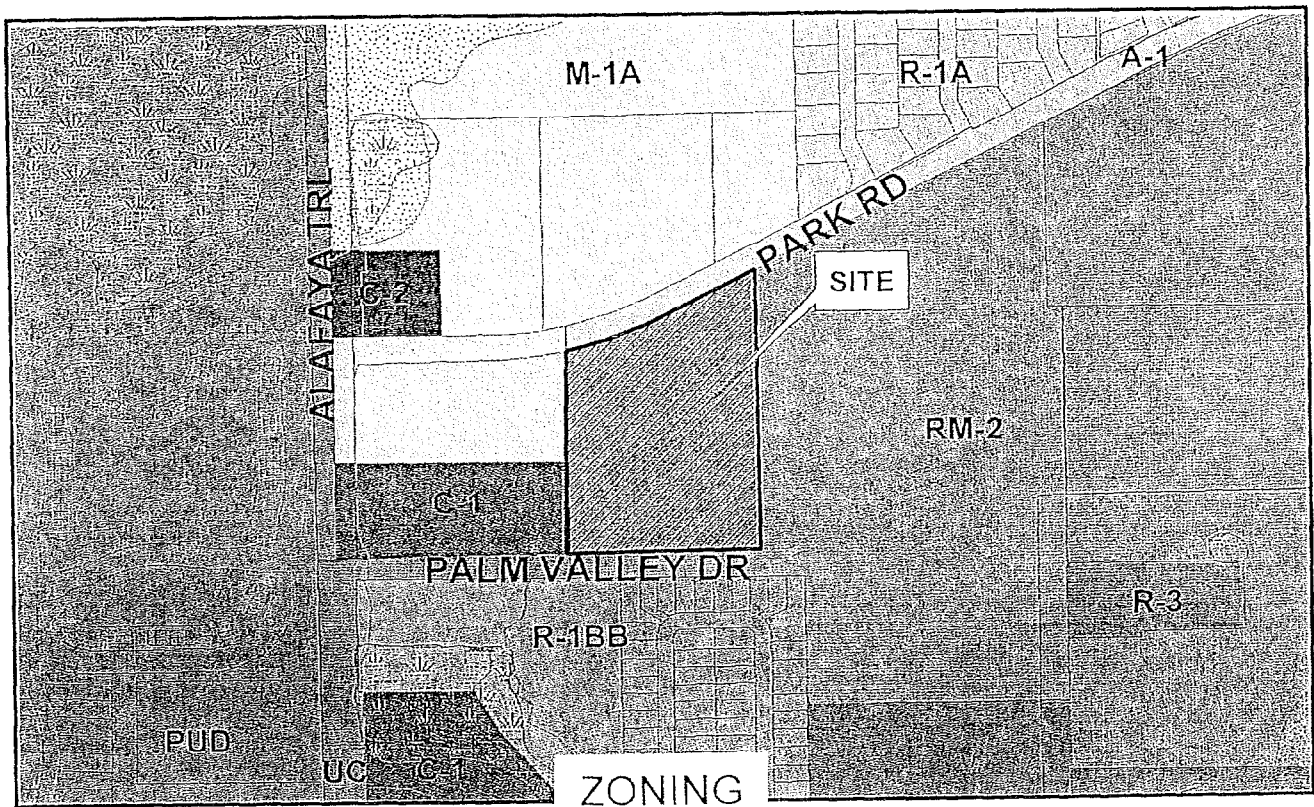 M-1A
R-1A
A-1
ALAFAYA TRL
PARK RD
C-2
SITE
RM-2
C-1
PALM VALLEY DR
R-3
R-1BB
PUD
UC
C-1
ZONING